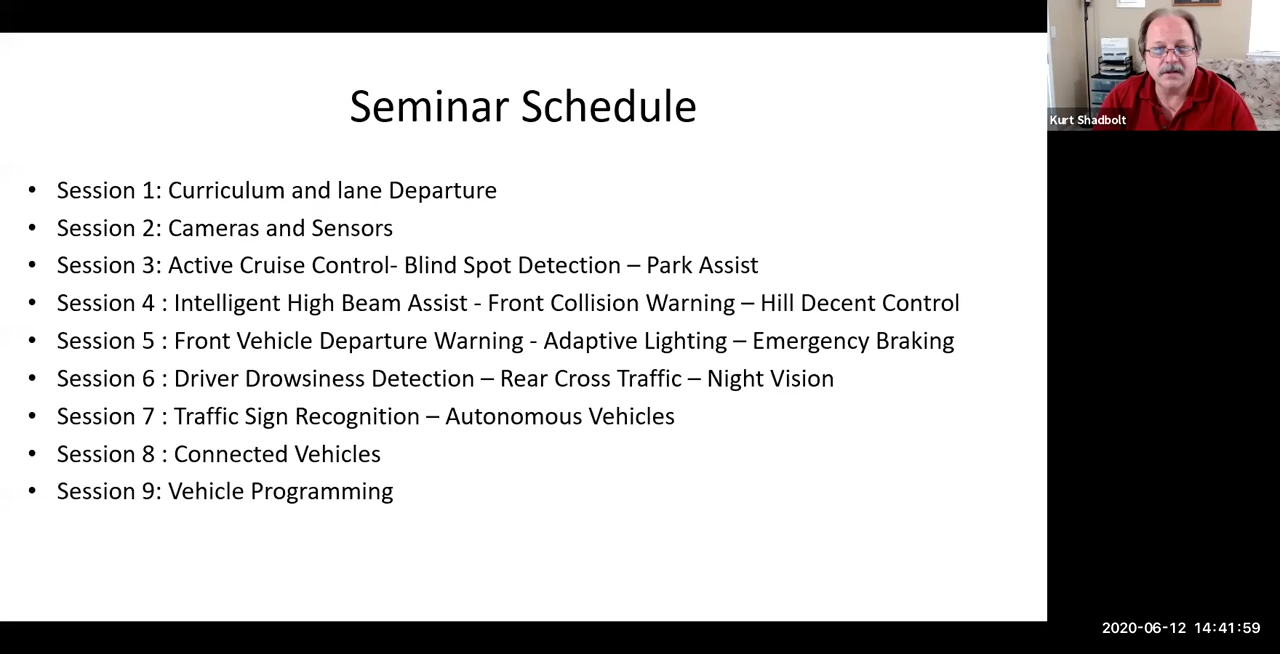 Seminar Schedule
• Session 1: Curriculum and lane Departure
• Session 2: Cameras and Sensors
• Session 3: Active Cruise Control- Blind Spot Detection – Park Assist
• Session 4 : Intelligent High Beam Assist - Front Collision Warning – Hill Decent Control
• Session 5 : Front Vehicle Departure Warning - Adaptive Lighting – Emergency Braking
• Session 6 : Driver Drowsiness Detection – Rear Cross Traffic – Night Vision
• Session 7 : Traffic Sign Recognition – Autonomous Vehicles
• Session 8 : Connected Vehicles
• Session 9: Vehicle Programming
Kurt Shadbolt
2020-06-12 14:41:59